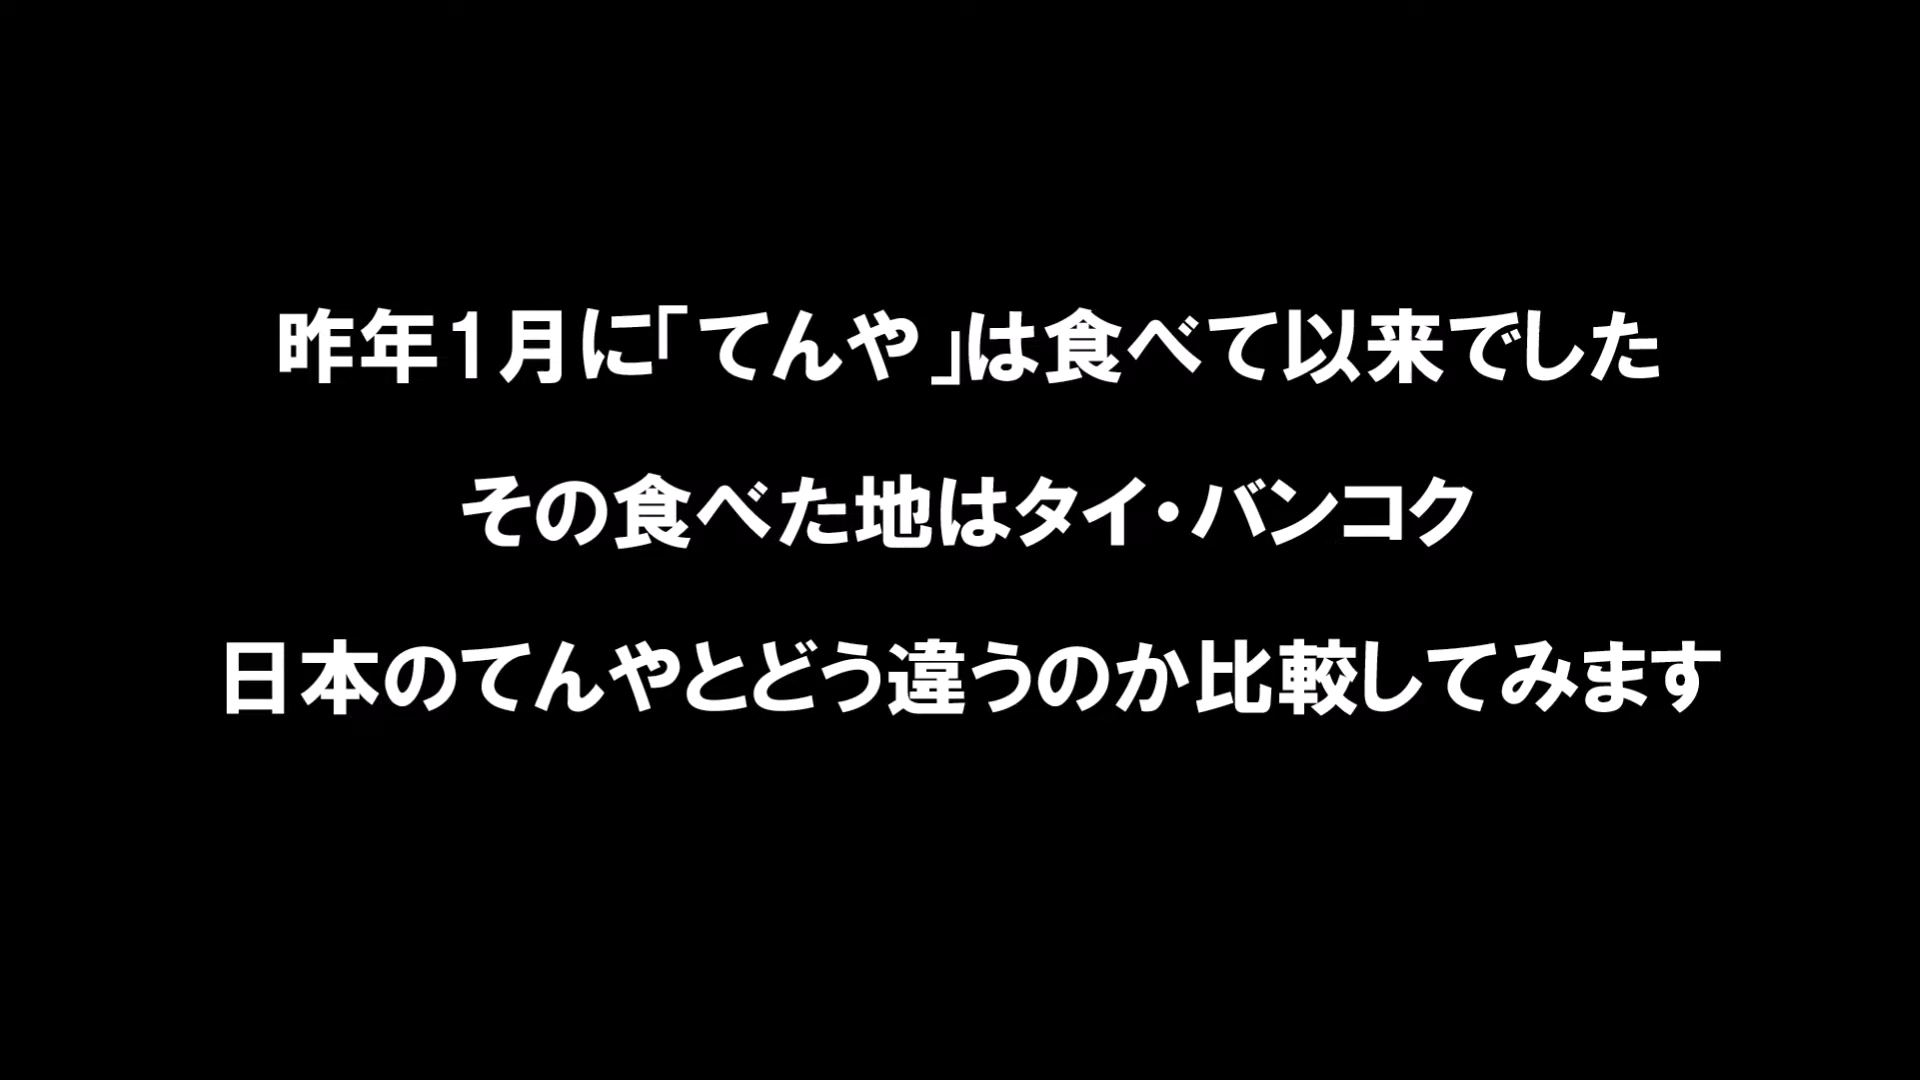 昨年1月に「てんや」は食べて以来でした
その食べた地はタイ・バンコク
日本のてんやとどう違うのか比較してみます